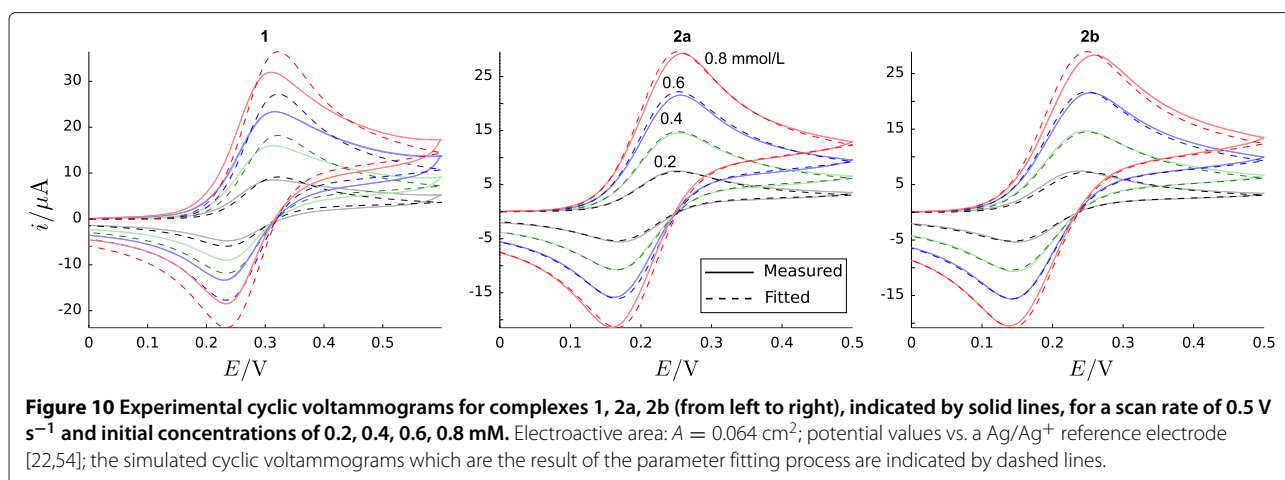 1
2a
2b
i/μA
30
20
10
0
-10
-20
0 0.1 0.2 0.3 0.4 0.5
E/V
0.8 mmol/L
0.6
0.4
0.2
25
15
5
-5
-15
Measured
Fitted
0 0.1 0.2 0.3 0.4 0.5
E/V
25
15
5
-5
-15
0 0.1 0.2 0.3 0.4 0.5
E/V
Figure 10 Experimental cyclic voltammograms for complexes 1, 2a, 2b (from left to right), indicated by solid lines, for a scan rate of 0.5 V
s−1 and initial concentrations of 0.2, 0.4, 0.6, 0.8 mM. Electroactive area: A = 0.064 cm2; potential values vs. a Ag/Ag+ reference electrode
[22,54]; the simulated cyclic voltammograms which are the result of the parameter fitting process are indicated by dashed lines.